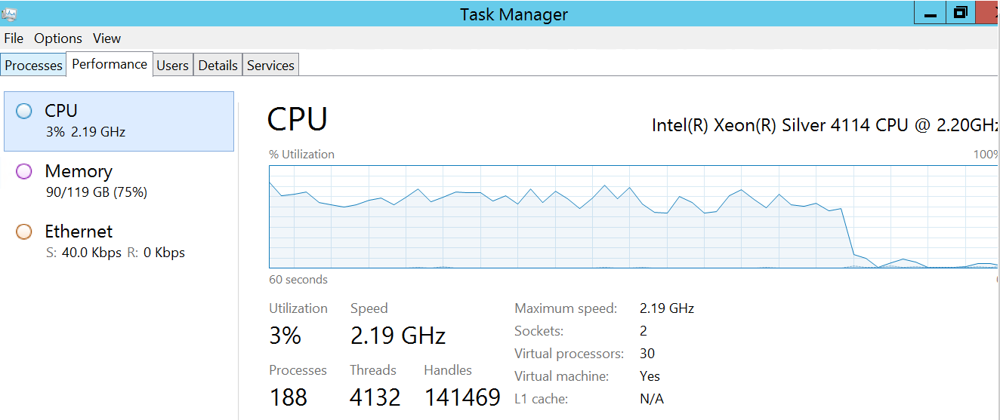 Task Manager
File Options View
Processes Performance Users Details Services
CPU
3% 2.19 GHz
Memory
90/119 GB (75%)
Ethernet
S: 40.0 Kbps R: 0 Kbps
CPU
Intel(R) Xeon(R) Silver 4114 CPU @ 2.20GHz
% Utilization 100%
60 seconds
Utilization Speed
3% 2.19 GHz
Processes Threads Handles
188 4132 141469
Maximum speed: 2.19 GHz
Sockets: 2
Virtual processors: 30
Virtual machine: Yes
L1 cache: N/A